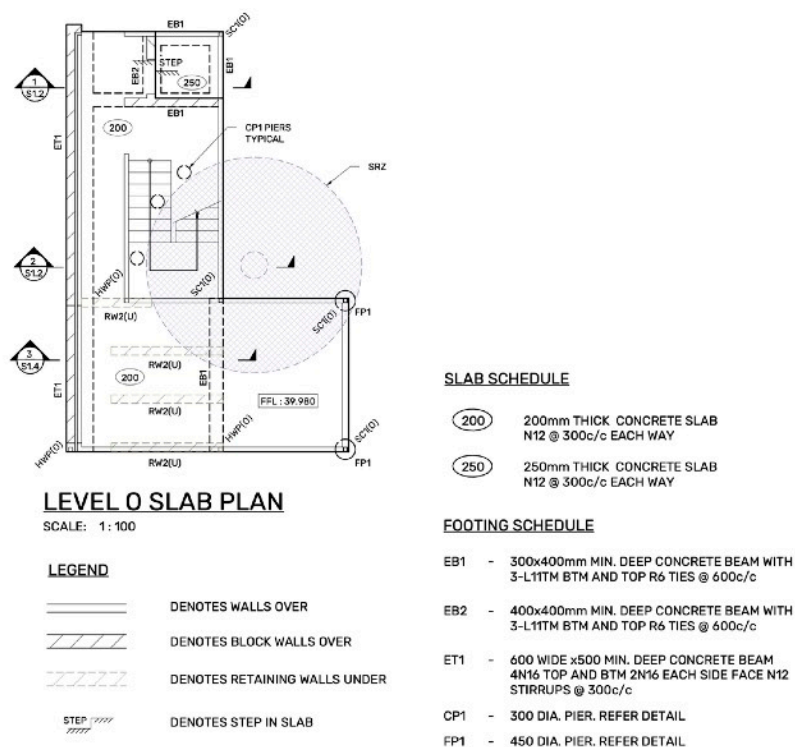 EB1
SC1(O)
1
S1.2
EB2
STEP
250
EB1
EB1
200
CP1 PIERS
TYPICAL
ET1
SRZ
2
S1.2
HWP(O)
SC1(O)
RW2(U)
SC1(O)
FP1
3
S1.4
RW2(U)
200
EB1
ET1
RW2(U)
FFL : 39.980
HWP(O)
HWP(O)
SC1(O)
RW2(U)
FP1
LEVEL 0 SLAB PLAN
SCALE: 1 : 100
LEGEND
DENOTES WALLS OVER
DENOTES BLOCK WALLS OVER
DENOTES RETAINING WALLS UNDER
STEP DENOTES STEP IN SLAB
SLAB SCHEDULE
200 200mm THICK CONCRETE SLAB
N12 @ 300c/c EACH WAY
250 250mm THICK CONCRETE SLAB
N12 @ 300c/c EACH WAY
FOOTING SCHEDULE
EB1 - 300x400mm MIN. DEEP CONCRETE BEAM WITH
3-L11TM BTM AND TOP R6 TIES @ 600c/c
EB2 - 400x400mm MIN. DEEP CONCRETE BEAM WITH
3-L11TM BTM AND TOP R6 TIES @ 600c/c
ET1 - 600 WIDE x500 MIN. DEEP CONCRETE BEAM
4N16 TOP AND BTM 2N16 EACH SIDE FACE N12
STIRRUPS @ 300c/c
CP1 - 300 DIA. PIER. REFER DETAIL
FP1 - 450 DIA. PIER. REFER DETAIL